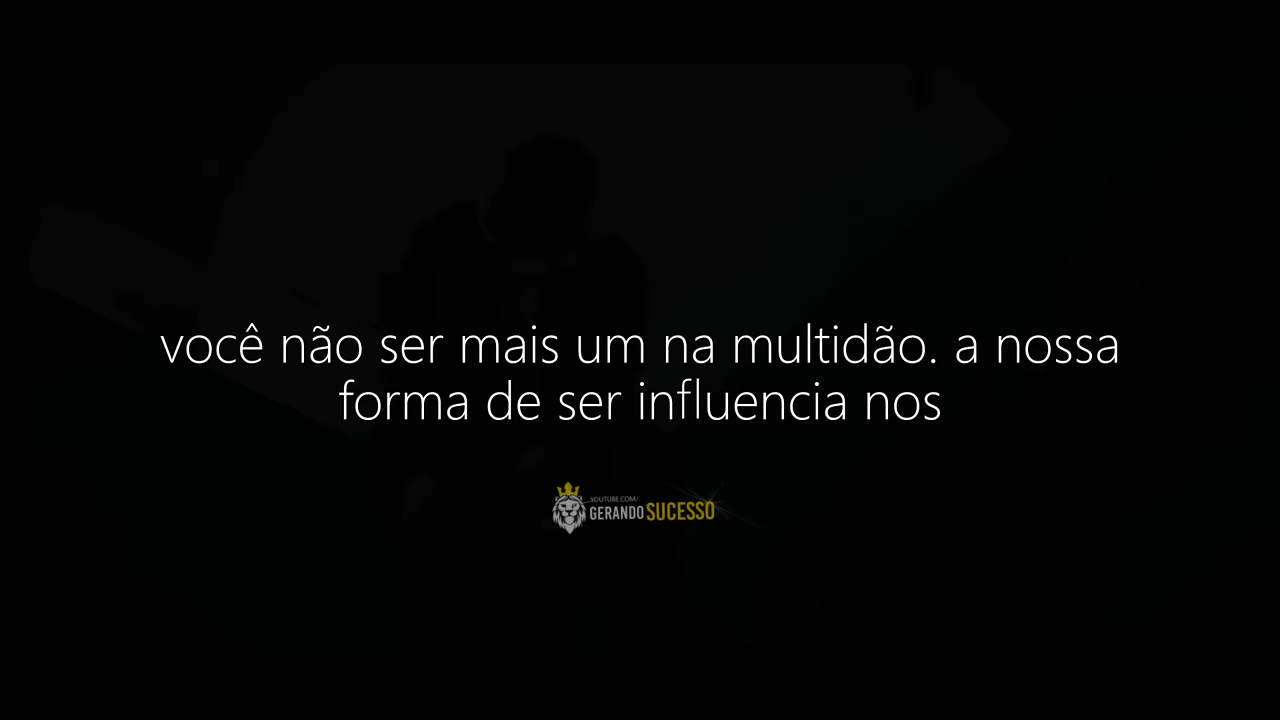 você não ser mais um na multidão. a nossa
forma de ser influencia nos
YOUTUBE.COM/
GERANDO SUCESSO